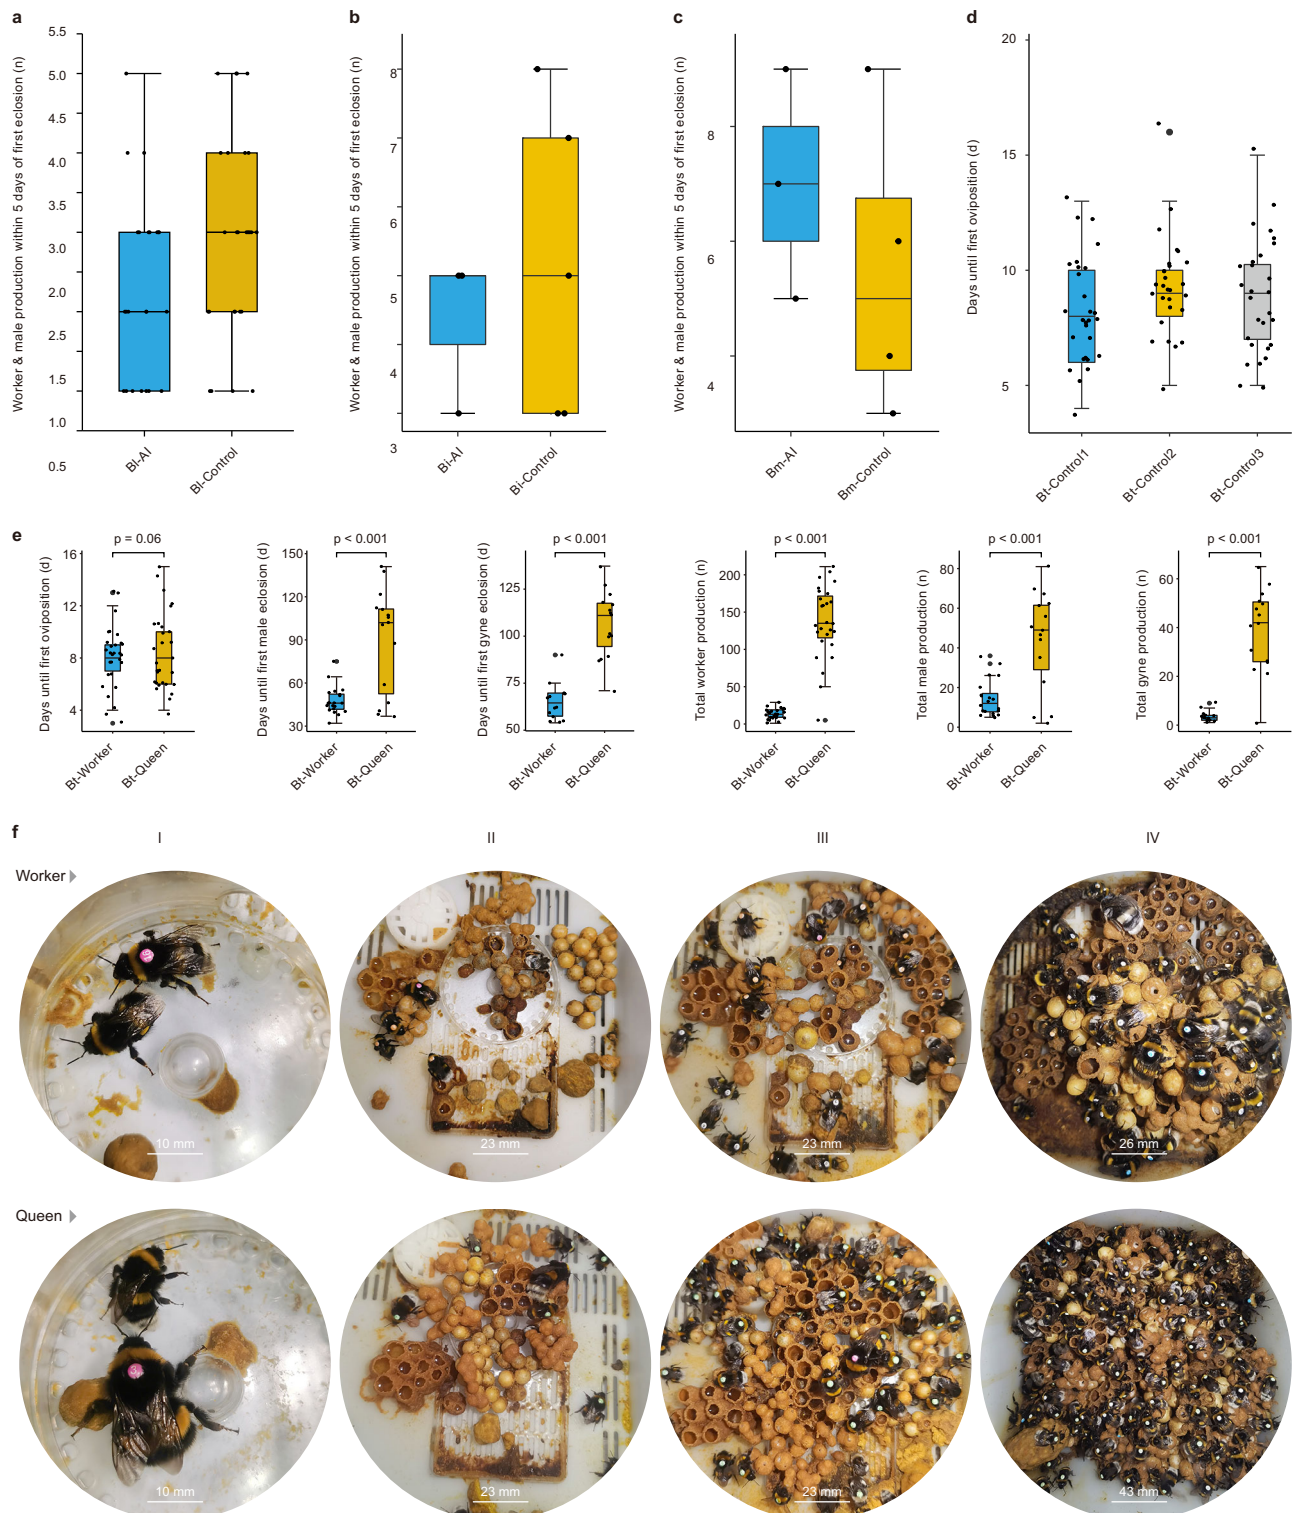 a
b
c
d
Worker & male production within 5 days of first eclosion (n)
5.5
5.0
4.5
4.0
3.5
3.0
2.0
2.5
1.5
1.0
0.5
Bl-AI
Bl-Control
Worker & male production within 5 days of first eclosion (n)
8
7
6
5
4
3
Bi-AI
Bi-Control
Worker & male production within 5 days of first eclosion (n)
8
6
4
Bm-AI
Bm-Control
Days until first oviposition (d)
20
15
10
5
Bt-Control1
Bt-Control2
Bt-Control3
e
Days until first oviposition (d)
16
12
8
4
p = 0.06
Bt-Worker
Bt-Queen
Days until first male eclosion (d)
150
120
90
60
30
p < 0.001
Bt-Worker
Bt-Queen
Days until first gyne eclosion (d)
125
100
75
50
p < 0.001
Bt-Worker
Bt-Queen
Total worker production (n)
200
150
100
50
0
p < 0.001
Bt-Worker
Bt-Queen
Total male production (n)
80
60
40
20
0
p < 0.001
Bt-Worker
Bt-Queen
Total gyne production (n)
60
40
20
0
p < 0.001
Bt-Worker
Bt-Queen
f
I
II
III
IV
Worker
10 mm
23 mm
23 mm
26 mm
Queen
10 mm
23 mm
23 mm
43 mm